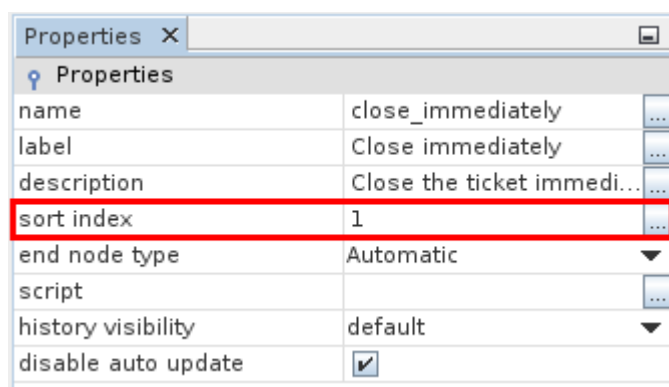 Properties
Properties
name close_immediately ...
label Close immediately ...
description Close the ticket immedi... ...
sort index 1 ...
end node type Automatic
script ...
history visibility default
disable auto update